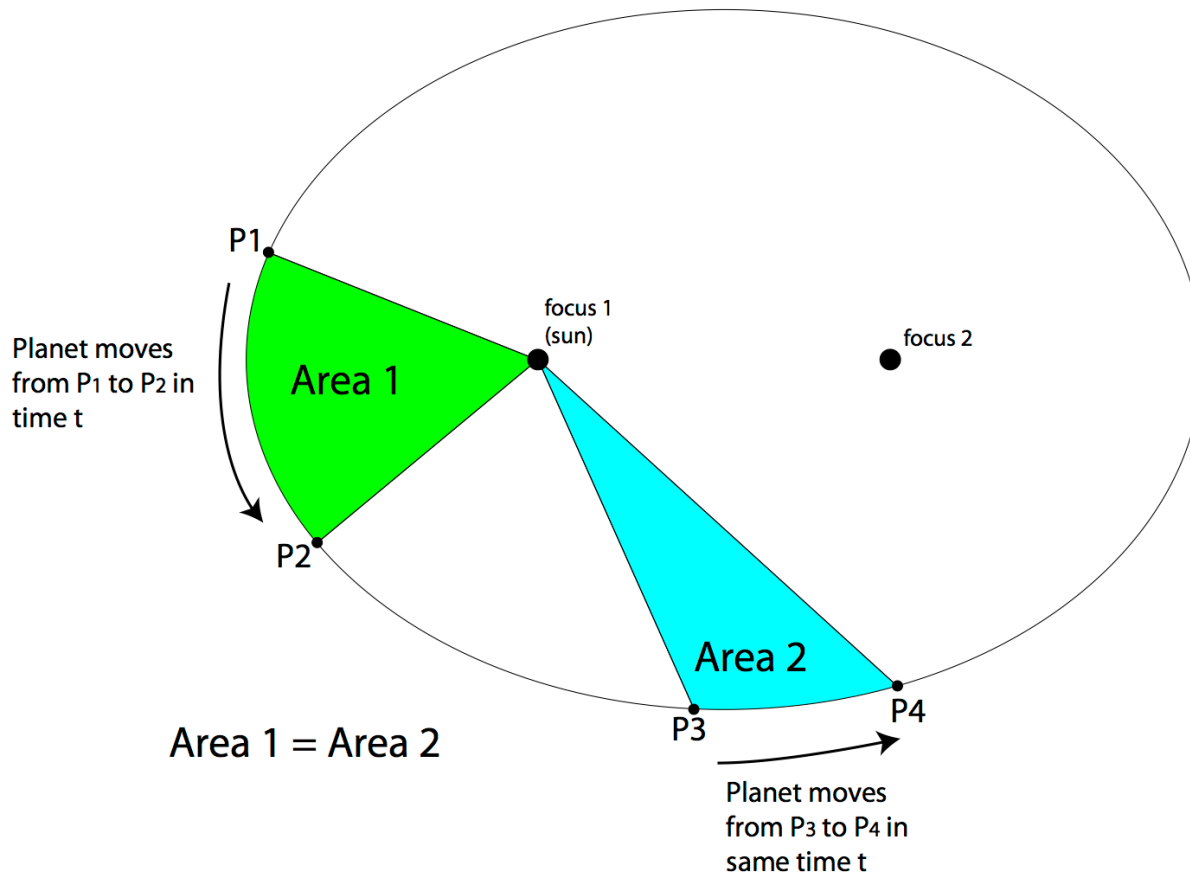 P1
focus 1
(sun)
focus 2
Planet moves
from P1 to P2 in
time t
Area 1
P2
Area 2
P3
P4
Area 1 = Area 2
Planet moves
from P3 to P4 in
same time t